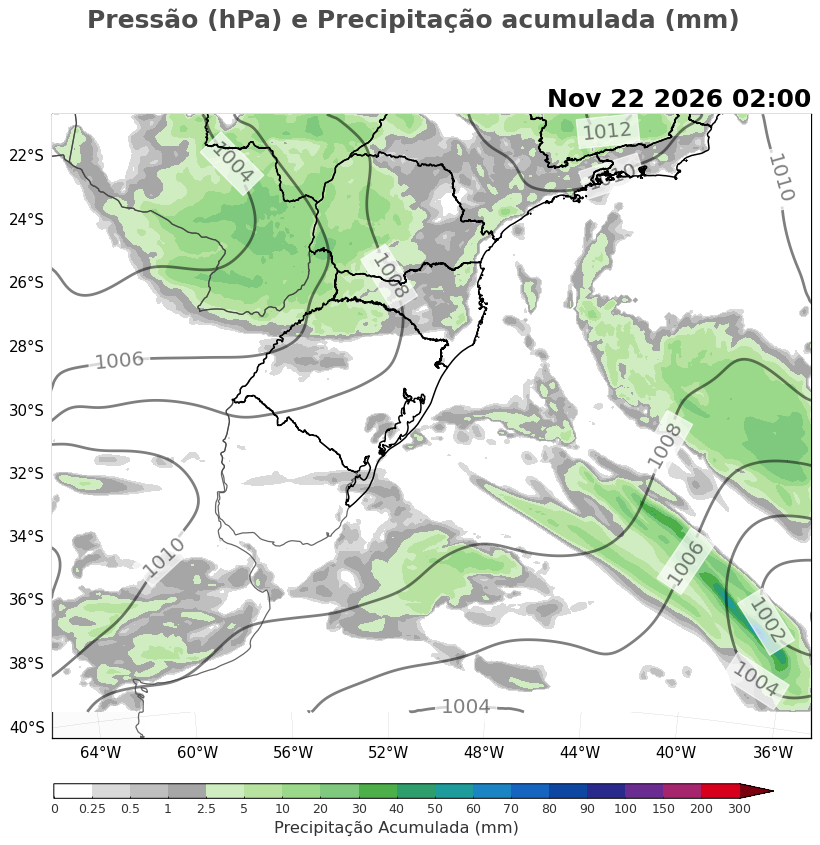 Pressão (hPa) e Precipitação acumulada (mm)
Nov 22 2026 02:00
1012
22°S
1004
1010
1010
24°S
26°S
1008
28°S
1006
30°S
1008
32°S
34°S
1010
1006
36°S
1002
38°S
1004
1004
40°S
64°W 60°W 56°W 52°W 48°W 44°W 40°W 36°W
0 0.25 0.5 1 2.5 5 10 20 30 40 50 60 70 80 90 100 150 200 300
Precipitação Acumulada (mm)